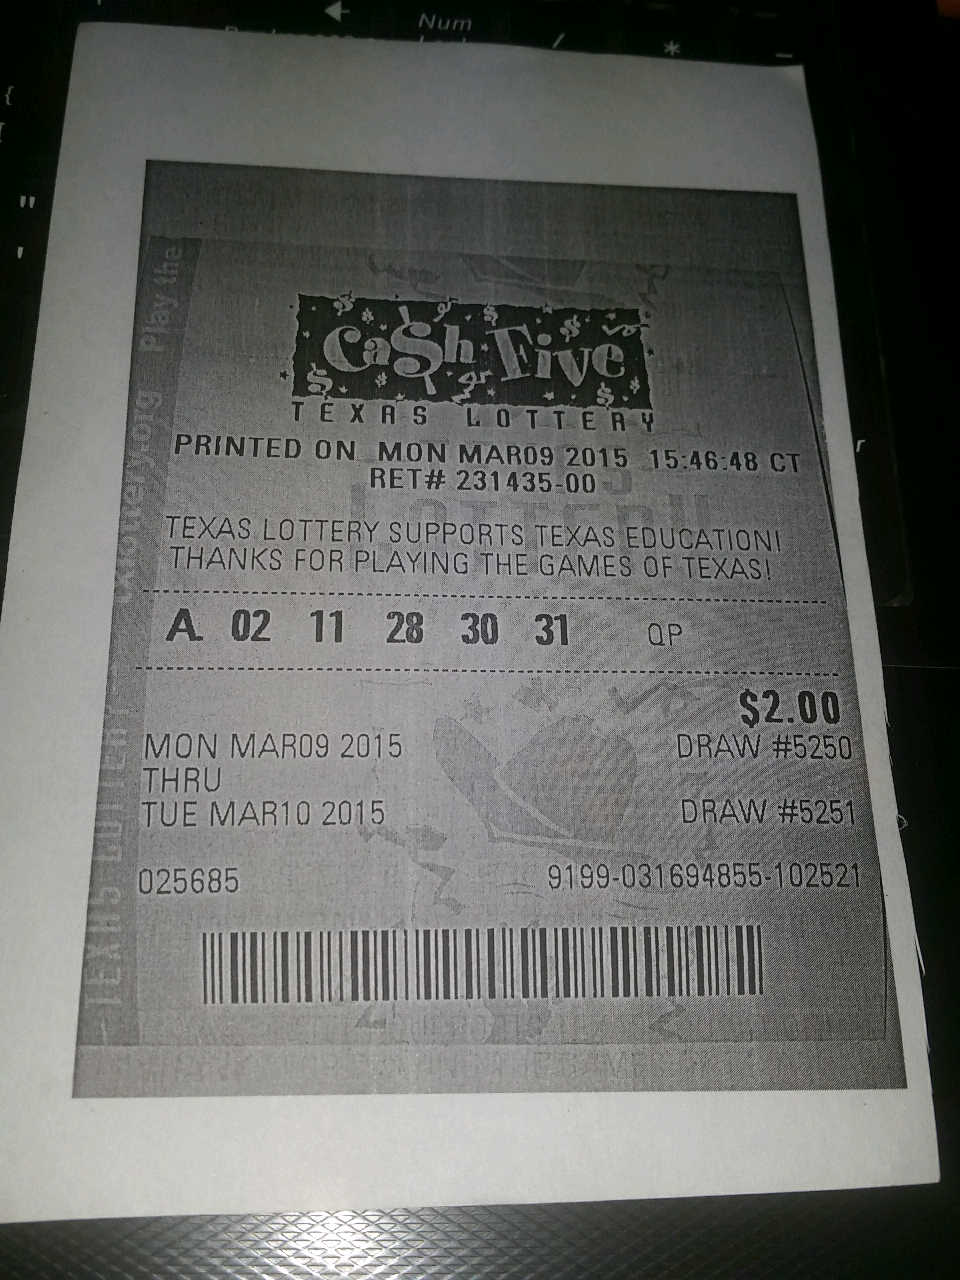 Num
Play the
Ca$h Five
TEXAS LOTTERY
PRINTED ON MON MAR09 2015 15:46:48 CT
RET# 231435-00
TEXAS LOTTERY SUPPORTS TEXAS EDUCATION!
THANKS FOR PLAYING THE GAMES OF TEXAS!
A. 02 11 28 30 31 QP
$2.00
MON MAR09 2015 DRAW #5250
THRU
TUE MAR10 2015 DRAW #5251
025685 9199-031694855-102521
TEXAS LOTTERY